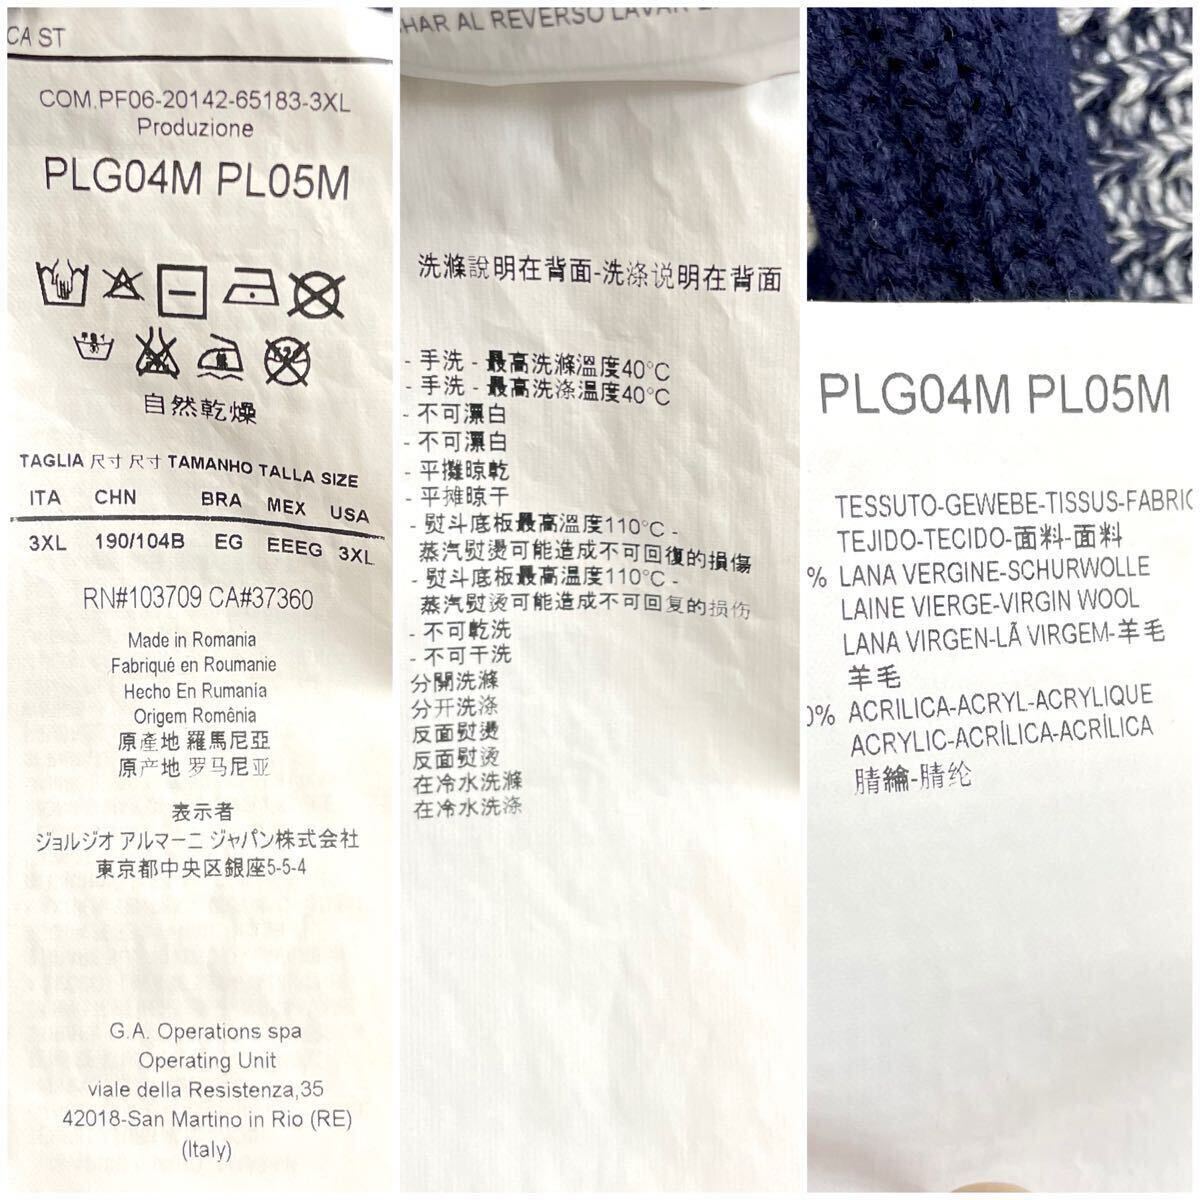 CA ST
COM.PF06-20142-65183-3XL
Produzione
PLG04M PL05M
自然乾燥
TAGLIA 尺寸 尺寸 TAMANHO TALLA SIZE
ITA CHN BRA MEX USA
3XL 190/104B EG EEEG 3XL
RN#103709 CA#37360
Made in Romania
Fabriqué en Roumanie
Hecho En Rumanía
Origem Romênia
原產地 羅馬尼亞
原产地 罗马尼亚
表示者
ジョルジオ アルマーニ ジャパン株式会社
東京都中央区銀座5-5-4
G.A. Operations spa
Operating Unit
viale della Resistenza,35
42018-San Martino in Rio (RE)
(Italy)
HAR AL REVERSO LAVAR
洗滌說明在背面-洗涤说明在背面
- 手洗 - 最高洗滌溫度40°C
- 手洗 - 最高洗涤温度40°C
- 不可漂白
- 不可漂白
- 平攤晾乾
- 平摊晾干
- 熨斗底板最高溫度110°C -
蒸汽熨燙可能造成不可回復的損傷
- 熨斗底板最高温度110°C -
蒸汽熨烫可能造成不可回复的损伤
- 不可乾洗
- 不可干洗
分開洗滌
分开洗涤
反面熨燙
反面熨烫
在冷水洗滌
在冷水洗涤
PLG04M PL05M
TESSUTO-GEWEBE-TISSUS-FABRIC
TEJIDO-TECIDO-面料-面料
% LANA VERGINE-SCHURWOLLE
LAINE VIERGE-VIRGIN WOOL
LANA VIRGEN-LÃ VIRGEM-羊毛
羊毛
0% ACRILICA-ACRYL-ACRYLIQUE
ACRYLIC-ACRÍLICA-ACRÍLICA
腈綸-腈纶